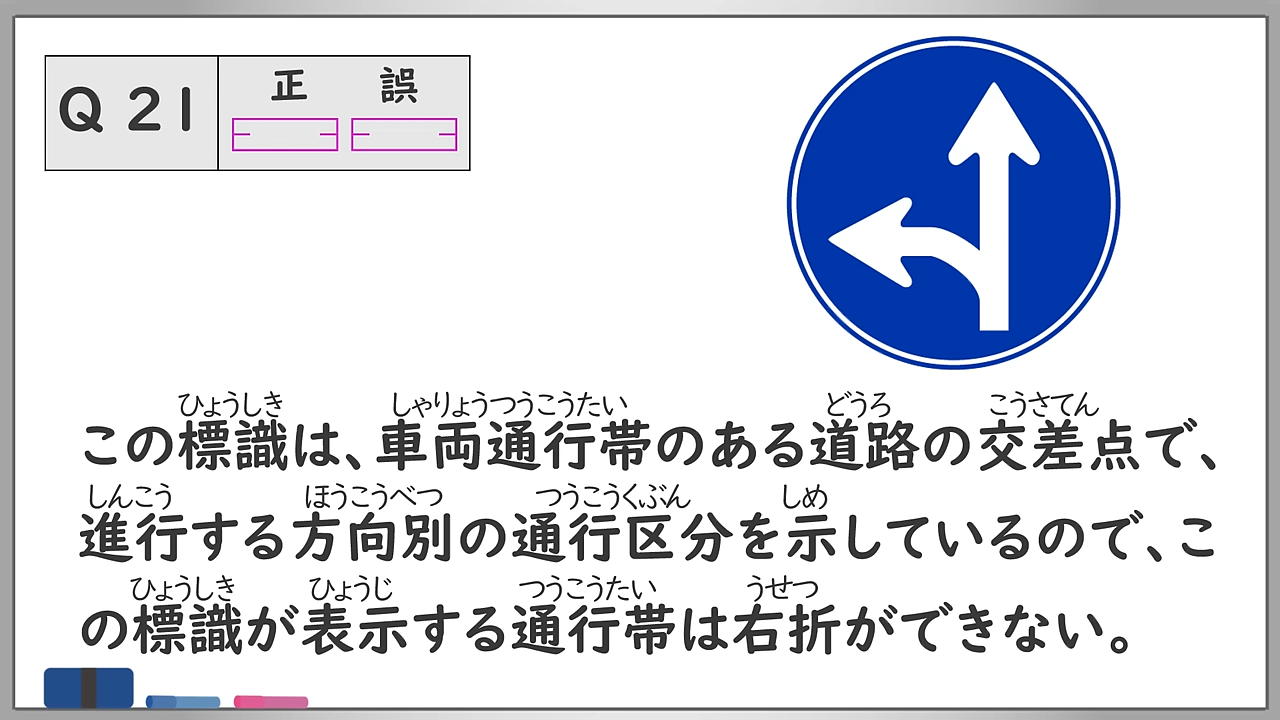 Q 21
正 誤
ひょうしき しゃりょうつうこうたい どうろ こうさてん
この標識は、車両通行帯のある道路の交差点で、
しんこう ほうこうべつ つうこうくぶん しめ
進行する方向別の通行区分を示しているので、こ
ひょうしき ひょうじ つうこうたい うせつ
の標識が表示する通行帯は右折ができない。